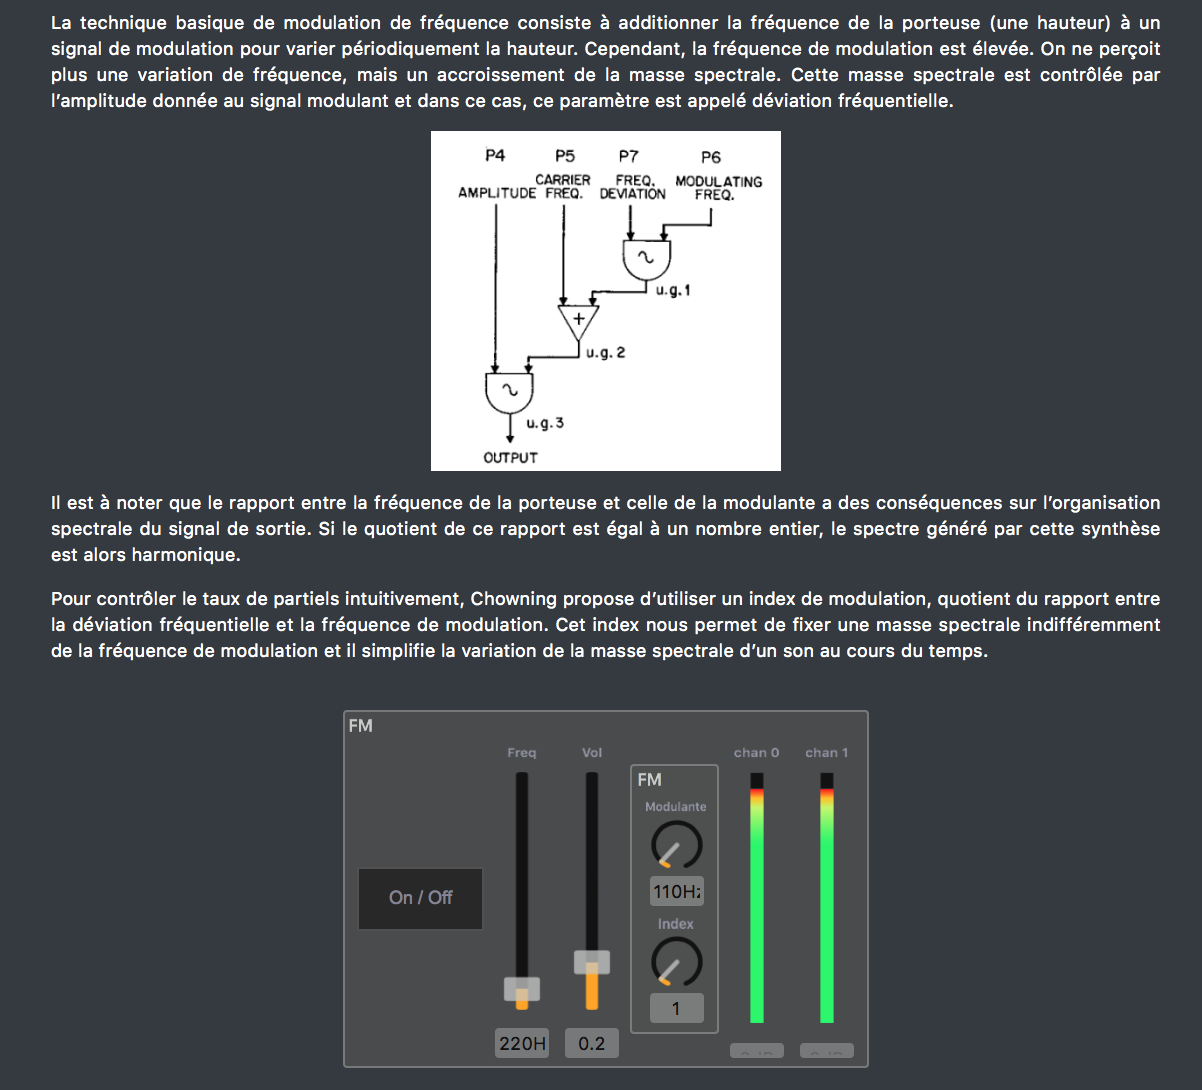 La technique basique de modulation de fréquence consiste à additionner la fréquence de la porteuse (une hauteur) à un
signal de modulation pour varier périodiquement la hauteur. Cependant, la fréquence de modulation est élevée. On ne perçoit
plus une variation de fréquence, mais un accroissement de la masse spectrale. Cette masse spectrale est contrôlée par
l'amplitude donnée au signal modulant et dans ce cas, ce paramètre est appelé déviation fréquentielle.
P4 P5 P7 P6
CARRIER FREQ. MODULATING
AMPLITUDE FREQ. DEVIATION FREQ.
u.g.1
+
u.g.2
u.g.3
OUTPUT
Il est à noter que le rapport entre la fréquence de la porteuse et celle de la modulante a des conséquences sur l'organisation
spectrale du signal de sortie. Si le quotient de ce rapport est égal à un nombre entier, le spectre généré par cette synthèse
est alors harmonique.
Pour contrôler le taux de partiels intuitivement, Chowning propose d'utiliser un index de modulation, quotient du rapport entre
la déviation fréquentielle et la fréquence de modulation. Cet index nous permet de fixer une masse spectrale indifféremment
de la fréquence de modulation et il simplifie la variation de la masse spectrale d'un son au cours du temps.
FM
Freq Vol chan 0 chan 1
FM
Modulante
110Hz
On / Off
Index
1
220H 0.2